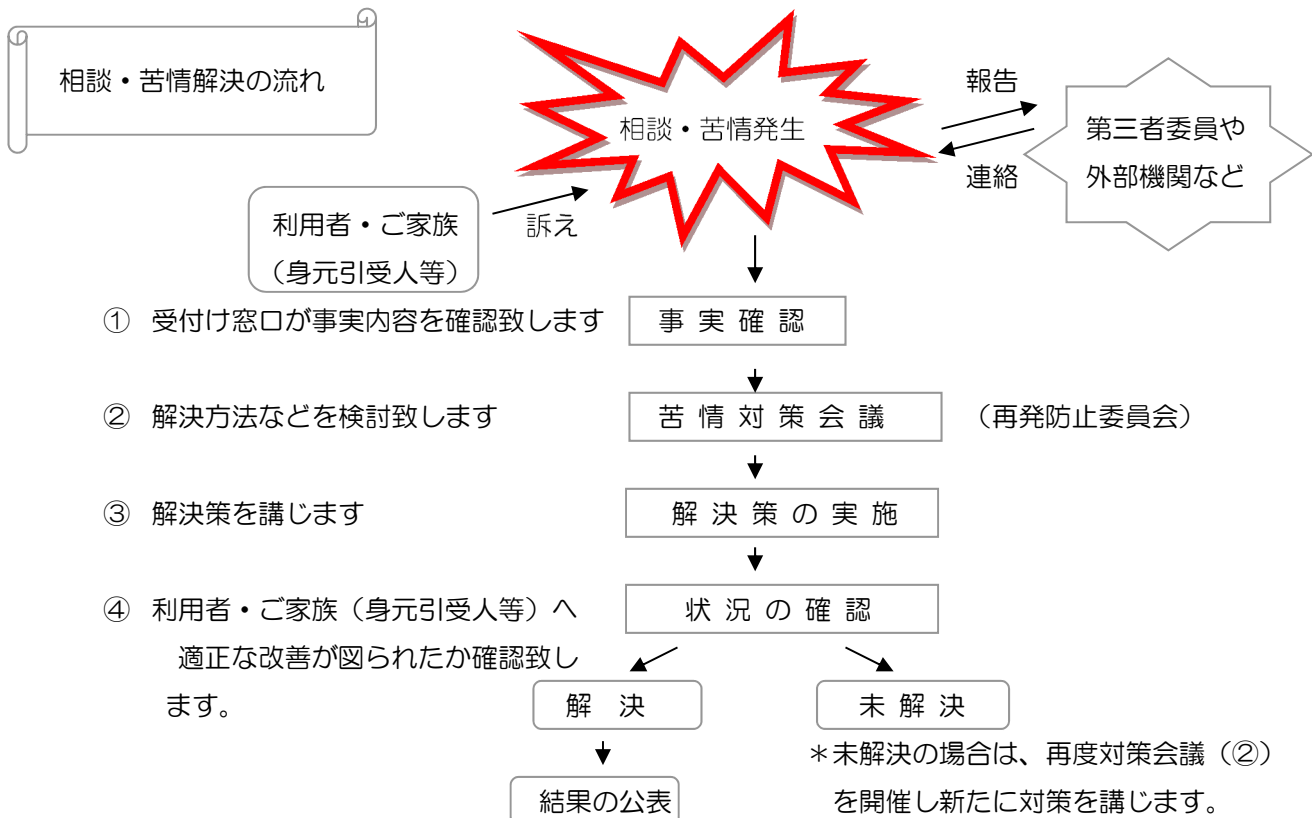 相談・苦情解決の流れ
相談・苦情発生
報告
連絡
第三者委員や
外部機関など
利用者・ご家族
（身元引受人等）
訴え
① 受付け窓口が事実内容を確認致します
事実確認
② 解決方法などを検討致します
苦情対策会議
（再発防止委員会）
③ 解決策を講じます
解決策の実施
④ 利用者・ご家族（身元引受人等）へ
適正な改善が図られたか確認致し
ます。
状況の確認
解 決
未解決
＊未解決の場合は、再度対策会議（②）
を開催し新たに対策を講じます。
結果の公表